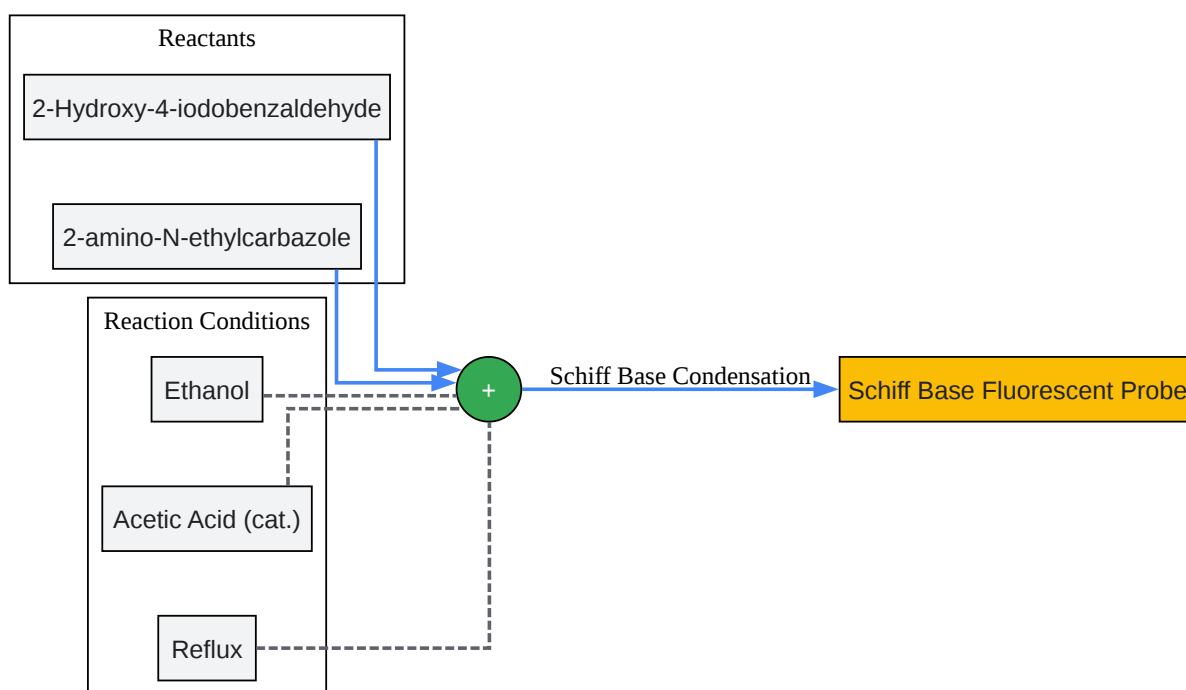 Reactants
2-Hydroxy-4-iodobenzaldehyde
2-amino-N-ethylcarbazole
Reaction Conditions
Ethanol
Acetic Acid (cat.)
Reflux
+
Schiff Base Condensation
Schiff Base Fluorescent Probe